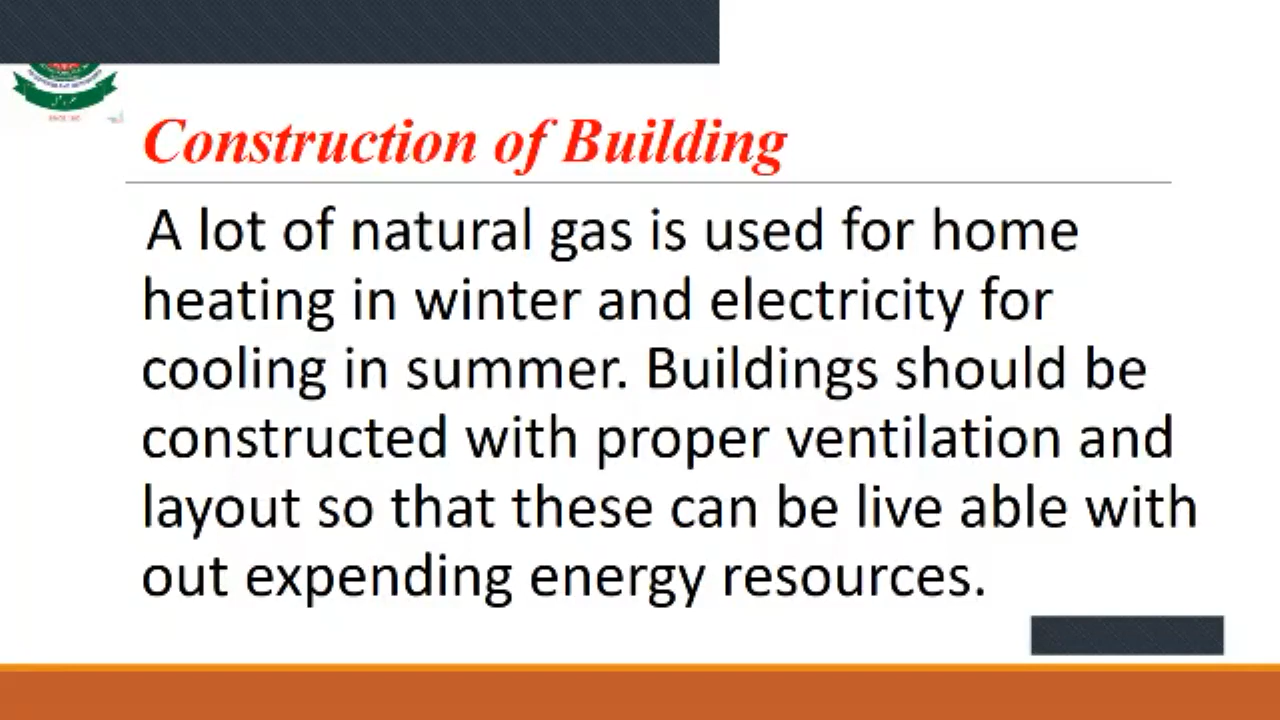 Construction of Building
A lot of natural gas is used for home
heating in winter and electricity for
cooling in summer. Buildings should be
constructed with proper ventilation and
layout so that these can be live able with
out expending energy resources.